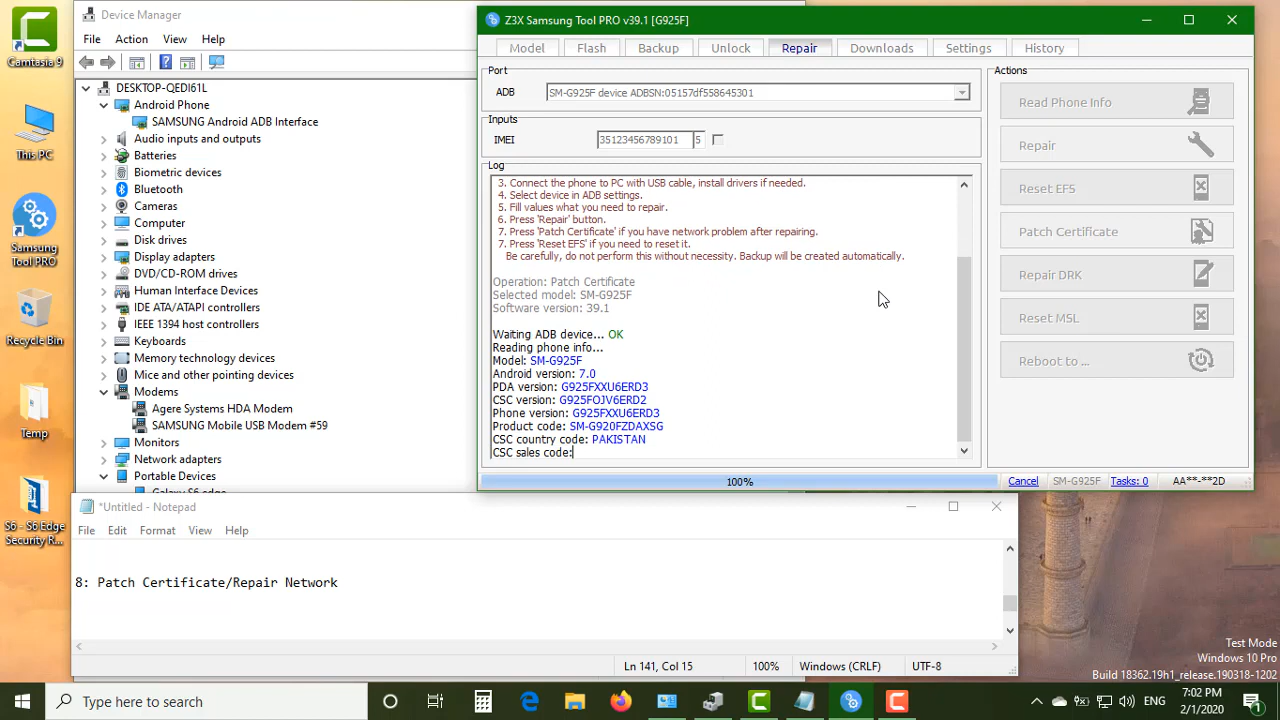 Camtasia 9
This PC
Samsung
Tool PRO
Recycle Bin
Temp
S6 - S6 Edge
Security R...
Device Manager
File Action View Help
DESKTOP-QEDI61L
Android Phone
SAMSUNG Android ADB Interface
Audio inputs and outputs
Batteries
Biometric devices
Bluetooth
Cameras
Computer
Disk drives
Display adapters
DVD/CD-ROM drives
Human Interface Devices
IDE ATA/ATAPI controllers
IEEE 1394 host controllers
Keyboards
Memory technology devices
Mice and other pointing devices
Modems
Agere Systems HDA Modem
SAMSUNG Mobile USB Modem #59
Monitors
Network adapters
Portable Devices
Galaxy S6 edge
Z3X Samsung Tool PRO v39.1 [G925F]
Model Flash Backup Unlock Repair Downloads Settings History
Port
ADB SM-G925F device ADBSN:05157df558645301
Inputs
IMEI 35123456789101 5
Log
3. Connect the phone to PC with USB cable, install drivers if needed.
4. Select device in ADB settings.
5. Fill values what you need to repair.
6. Press 'Repair' button.
7. Press 'Patch Certificate' if you have network problem after repairing.
7. Press 'Reset EFS' if you need to reset it.
Be carefully, do not perform this without necessity. Backup will be created automatically.
Operation: Patch Certificate
Selected model: SM-G925F
Software version: 39.1
Waiting ADB device... OK
Reading phone info...
Model: SM-G925F
Android version: 7.0
PDA version: G925FXXU6ERD3
CSC version: G925FOJV6ERD2
Phone version: G925FXXU6ERD3
Product code: SM-G920FZDAXSG
CSC country code: PAKISTAN
CSC sales code:
Actions
Read Phone Info
Repair
Reset EFS
Patch Certificate
Repair DRK
Reset MSL
Reboot to ...
100% Cancel SM-G925F Tasks: 0 AA**-**2D
*Untitled - Notepad
File Edit Format View Help
8: Patch Certificate/Repair Network
Ln 141, Col 15 100% Windows (CRLF) UTF-8
Test Mode
Windows 10 Pro
Build 18362.19h1_release.190318-1202
Type here to search
ENG
7:02 PM
2/1/2020
1